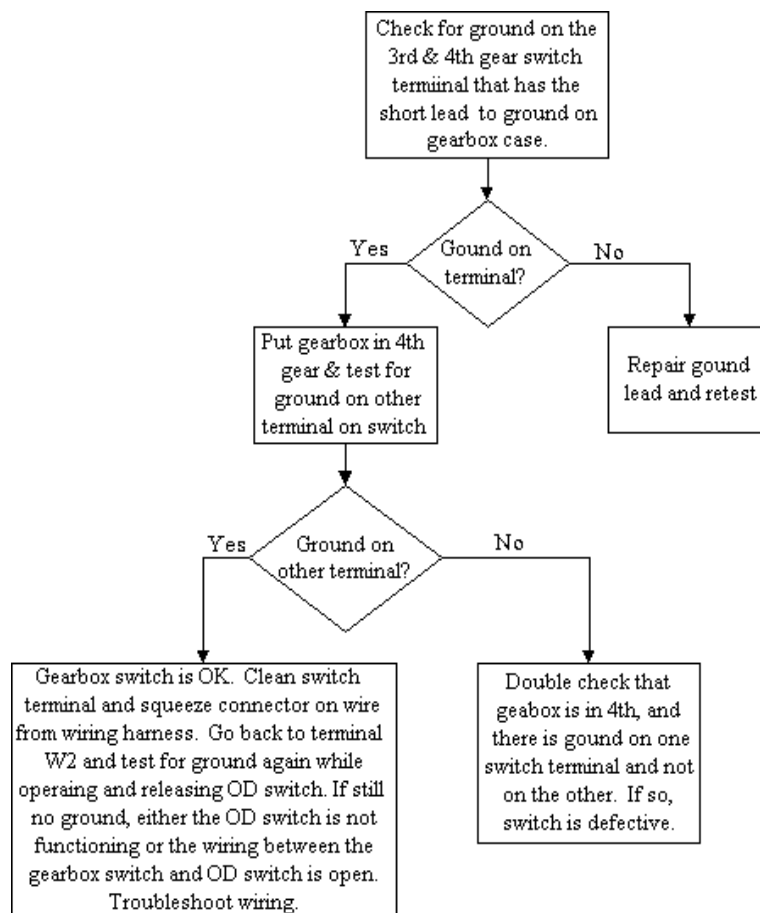 Check for ground on the
3rd & 4th gear switch
termiinal that has the
short lead to ground on
gearbox case.
Yes
Gound on
terminal?
No
Put gearbox in 4th
gear & test for
ground on other
terminal on switch
Repair gound
lead and retest
Yes
Ground on
other terminal?
No
Gearbox switch is OK. Clean switch
terminal and squeeze connector on wire
from wiring harness. Go back to terminal
W2 and test for ground again while
operaing and releasing OD switch. If still
no ground, either the OD switch is not
functioning or the wiring between the
gearbox switch and OD switch is open.
Troubleshoot wiring.
Double check that
geabox is in 4th, and
there is gound on one
switch terminal and not
on the other. If so,
switch is defective.